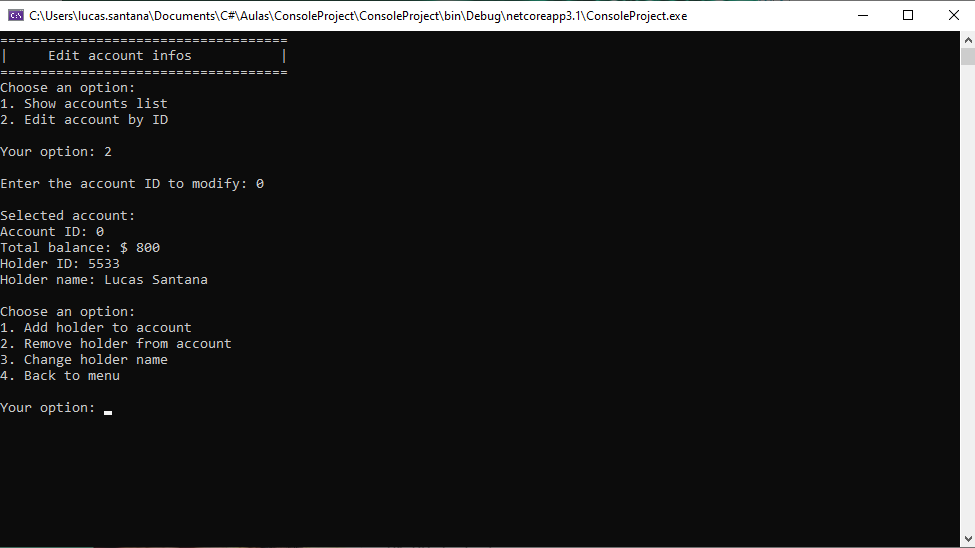 C:\Users\lucas.santana\Documents\C#\Aulas\ConsoleProject\ConsoleProject\bin\Debug\netcoreapp3.1\ConsoleProject.exe
====================================
|     Edit account infos           |
====================================
Choose an option:
1. Show accounts list
2. Edit account by ID
Your option: 2
Enter the account ID to modify: 0
Selected account:
Account ID: 0
Total balance: $ 800
Holder ID: 5533
Holder name: Lucas Santana
Choose an option:
1. Add holder to account
2. Remove holder from account
3. Change holder name
4. Back to menu
Your option: